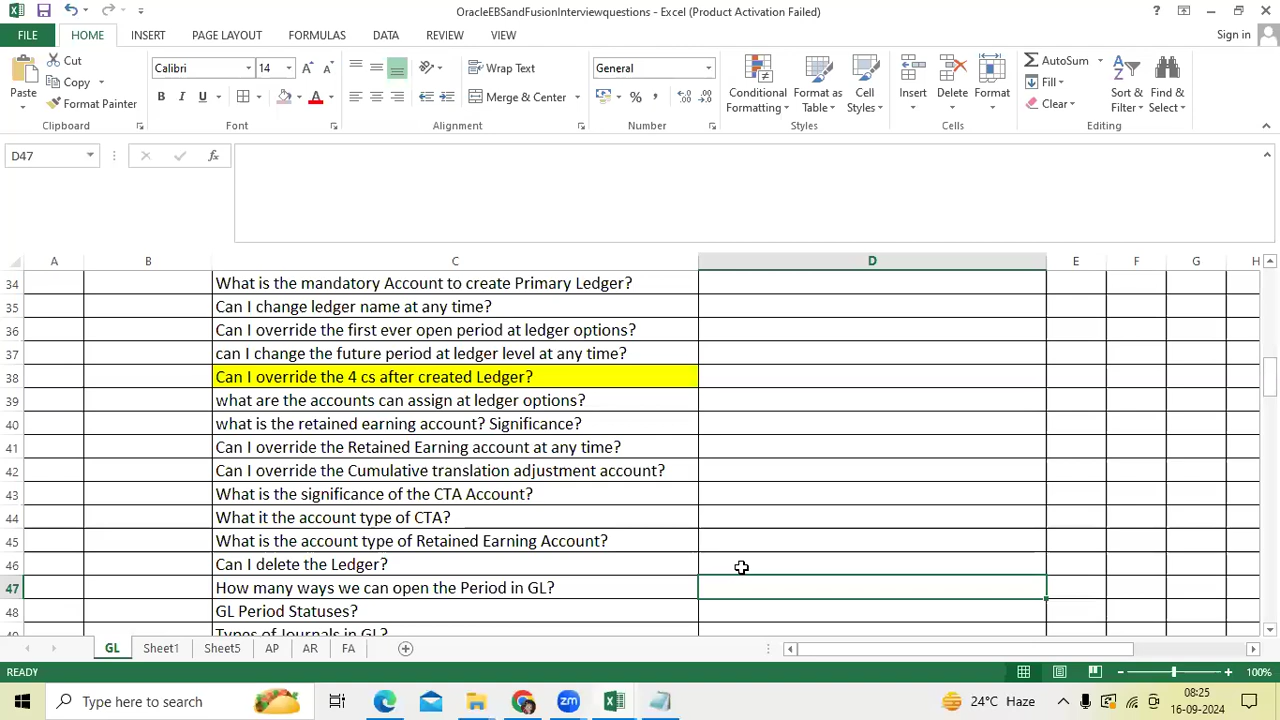 OracleEBSandFusionInterviewquestions - Excel (Product Activation Failed)
FILE HOME INSERT PAGE LAYOUT FORMULAS DATA REVIEW VIEW Sign in
Paste Cut Copy Format Painter
Calibri 14
B I U A
Wrap Text
Merge & Center
General
% ,
Conditional Formatting
Format as Table
Cell Styles
Insert Delete Format
AutoSum
Fill
Clear
Sort & Filter
Find & Select
Clipboard Font Alignment Number Styles Cells Editing
D47 fx
A B C D E F G H
34 What is the mandatory Account to create Primary Ledger?
35 Can I change ledger name at any time?
36 Can I override the first ever open period at ledger options?
37 can I change the future period at ledger level at any time?
38 Can I override the 4 cs after created Ledger?
39 what are the accounts can assign at ledger options?
40 what is the retained earning account? Significance?
41 Can I override the Retained Earning account at any time?
42 Can I override the Cumulative translation adjustment account?
43 What is the significance of the CTA Account?
44 What it the account type of CTA?
45 What is the account type of Retained Earning Account?
46 Can I delete the Ledger?
47 How many ways we can open the Period in GL?
48 GL Period Statuses?
49 Types of Journals in GL?
GL Sheet1 Sheet5 AP AR FA
READY 100%
Type here to search
zm
24°C Haze
08:25
16-09-2024